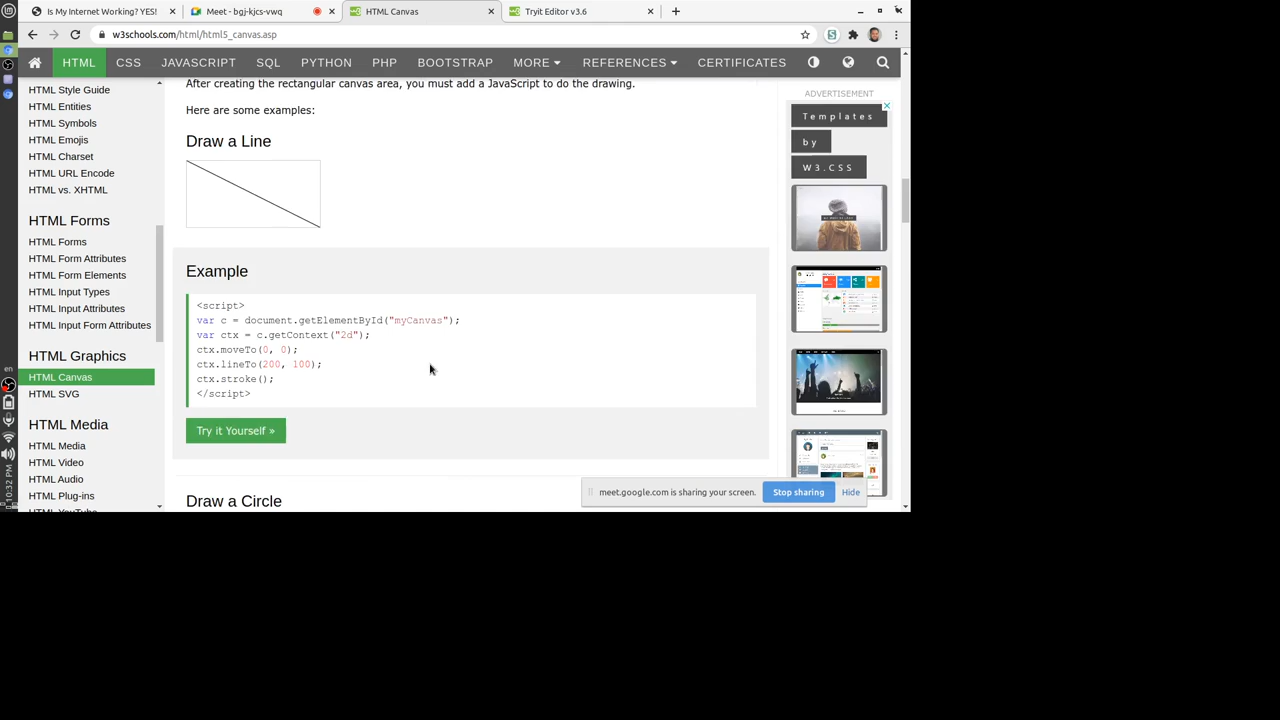 Is My Internet Working? YES!
Meet - bgj-kjcs-vwq
HTML Canvas
Tryit Editor v3.6
w3schools.com/html/html5_canvas.asp
HTML
CSS
JAVASCRIPT
SQL
PYTHON
PHP
BOOTSTRAP
MORE
REFERENCES
CERTIFICATES
HTML Style Guide
HTML Entities
HTML Symbols
HTML Emojis
HTML Charset
HTML URL Encode
HTML vs. XHTML
HTML Forms
HTML Forms
HTML Form Attributes
HTML Form Elements
HTML Input Types
HTML Input Attributes
HTML Input Form Attributes
HTML Graphics
HTML Canvas
HTML SVG
HTML Media
HTML Media
HTML Video
HTML Audio
HTML Plug-ins
HTML YouTube
After creating the rectangular canvas area, you must add a JavaScript to do the drawing.
Here are some examples:
Draw a Line
Example
<script>
var c = document.getElementById("myCanvas");
var ctx = c.getContext("2d");
ctx.moveTo(0, 0);
ctx.lineTo(200, 100);
ctx.stroke();
</script>
Try it Yourself »
Draw a Circle
ADVERTISEMENT
Templates
by
W3.CSS
meet.google.com is sharing your screen.
Stop sharing
Hide
en
10:32 PM